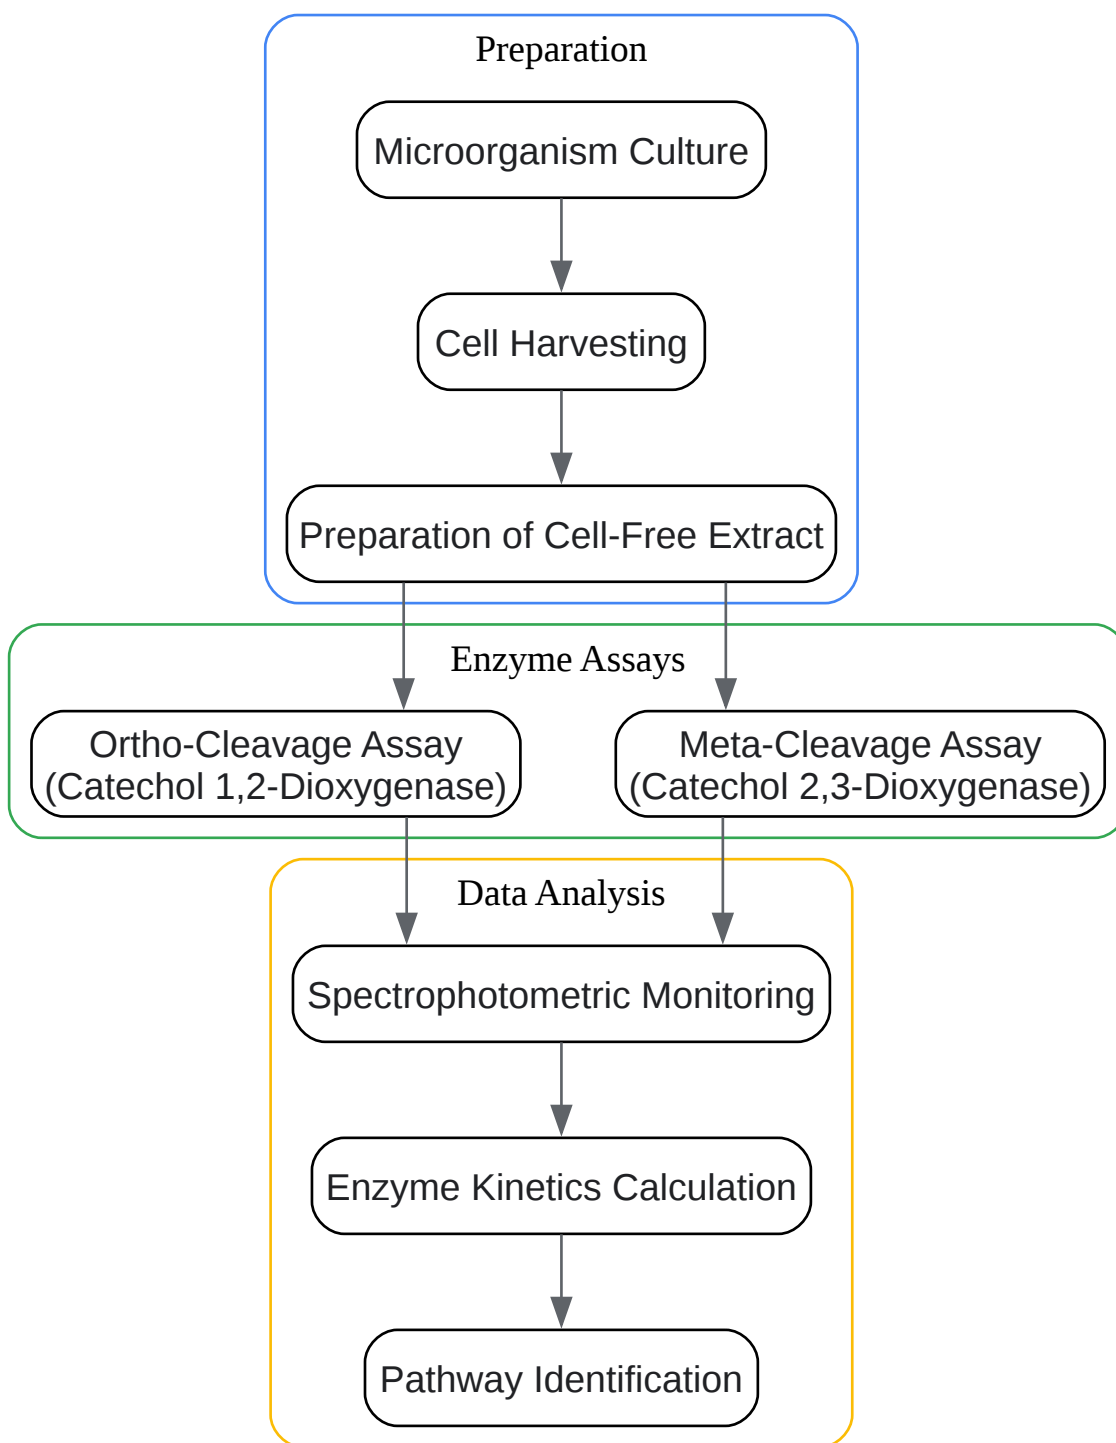 Preparation
Microorganism Culture
Cell Harvesting
Preparation of Cell-Free Extract
Enzyme Assays
Ortho-Cleavage Assay
(Catechol 1,2-Dioxygenase)
Meta-Cleavage Assay
(Catechol 2,3-Dioxygenase)
Data Analysis
Spectrophotometric Monitoring
Enzyme Kinetics Calculation
Pathway Identification